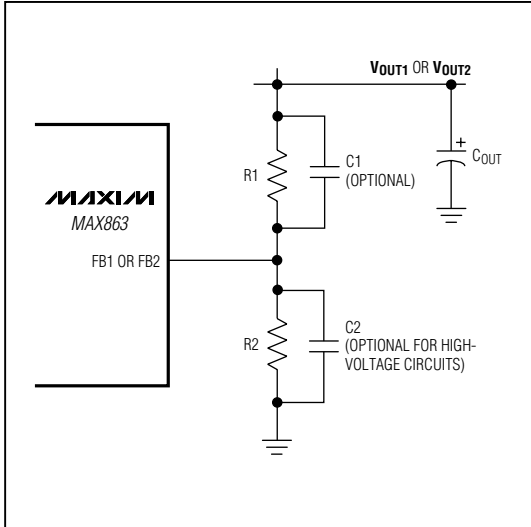 VOUT1 OR VOUT2
+
COUT
R1
C1
(OPTIONAL)
MAXIM
MAX863
FB1 OR FB2
R2
C2
(OPTIONAL FOR HIGH-
VOLTAGE CIRCUITS)